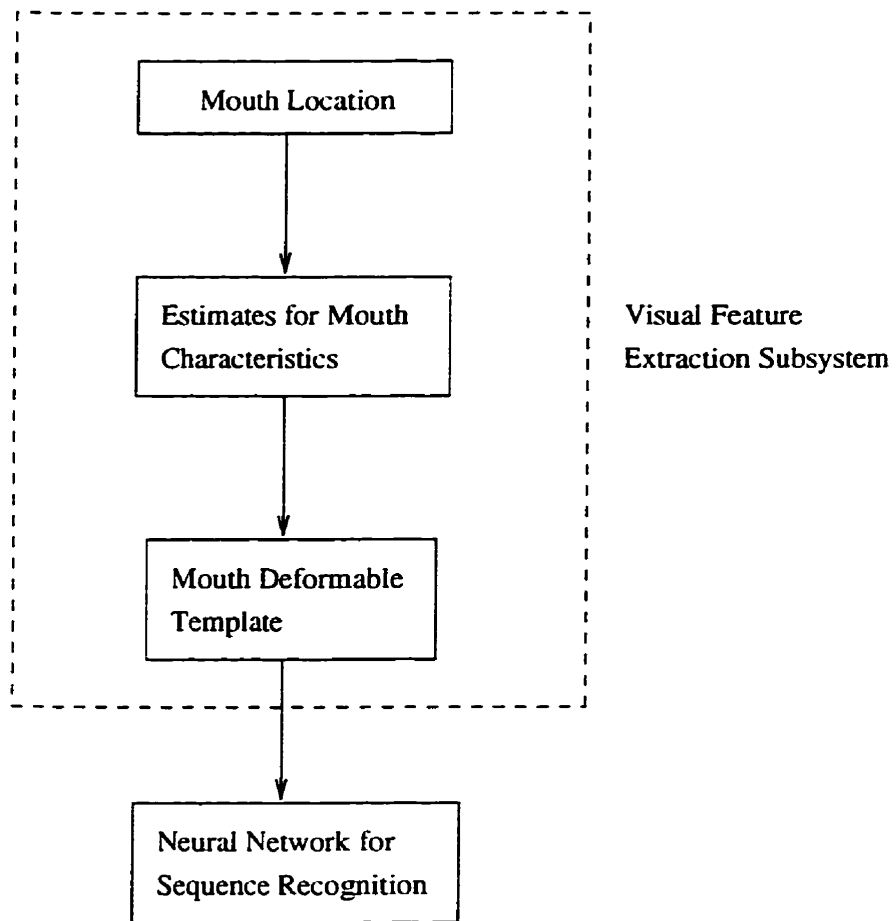 Mouth Location
Estimates for Mouth
Characteristics
Visual Feature
Extraction Subsystem
Mouth Deformable
Template
Neural Network for
Sequence Recognition